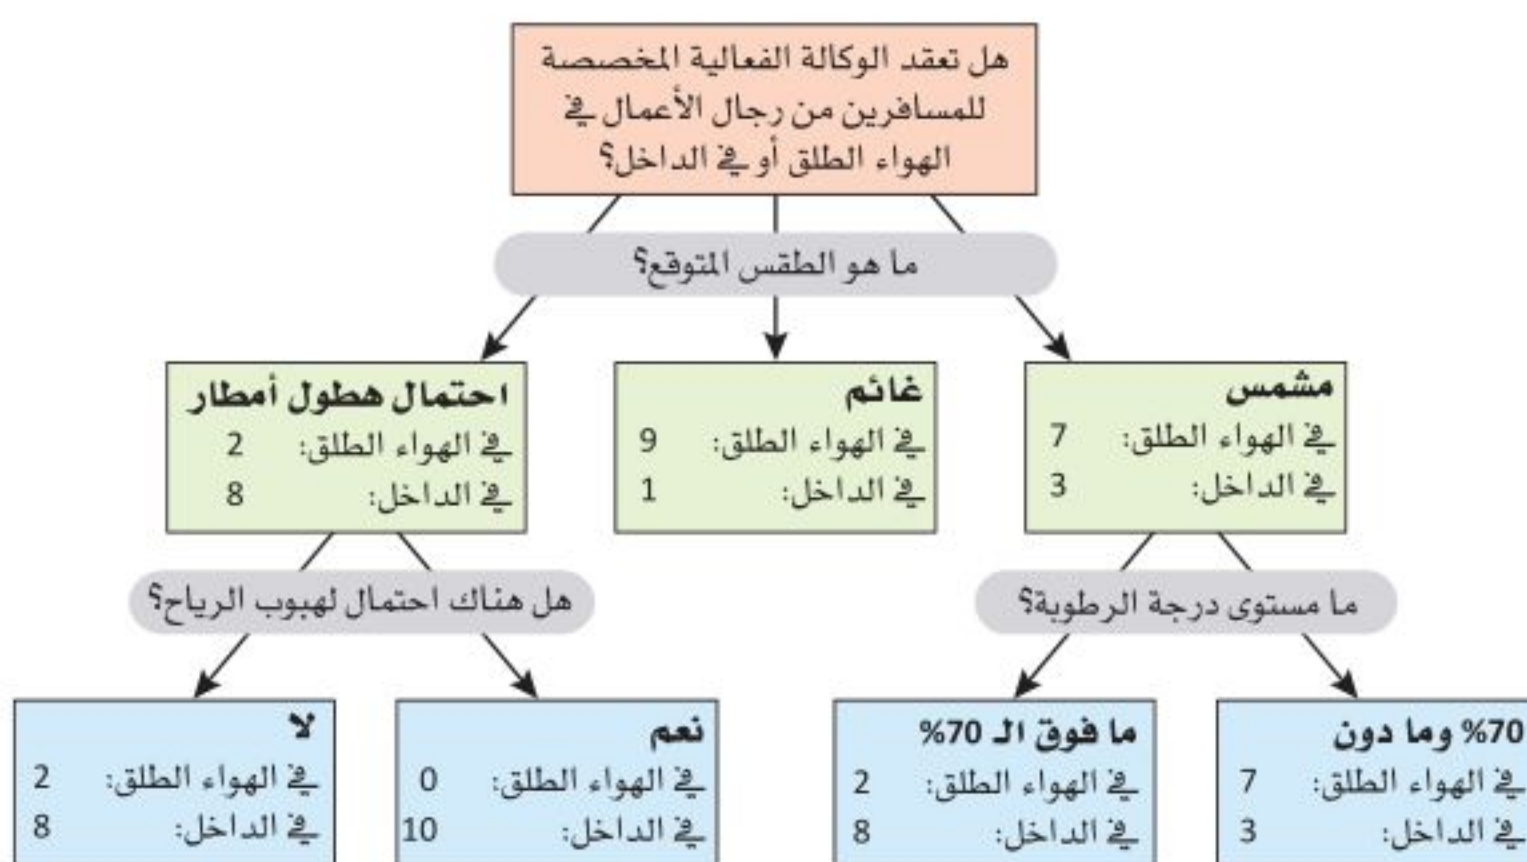 هل تعقد الوكالة الفعالية المخصصة
للمسافرين من رجال الأعمال في
الهواء الطلق أو في الداخل؟
ما هو الطقس المتوقع؟
مشمس
في الهواء الطلق: 7
في الداخل: 3
غائم
في الهواء الطلق: 9
في الداخل: 1
احتمال هطول أمطار
في الهواء الطلق: 2
في الداخل: 8
ما مستوى درجة الرطوبة؟
هل هناك احتمال لهبوب الرياح؟
70% وما دون
في الهواء الطلق: 7
في الداخل: 3
ما فوق الـ 70%
في الهواء الطلق: 2
في الداخل: 8
نعم
في الهواء الطلق: 0
في الداخل: 10
لا
في الهواء الطلق: 2
في الداخل: 8